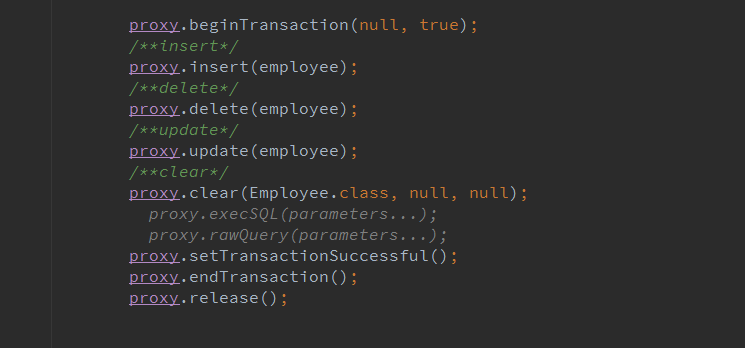 proxy.beginTransaction(null, true);
/**insert*/
proxy.insert(employee);
/**delete*/
proxy.delete(employee);
/**update*/
proxy.update(employee);
/**clear*/
proxy.clear(Employee.class, null, null);
proxy.execSQL(parameters...);
proxy.rawQuery(parameters...);
proxy.setTransactionSuccessful();
proxy.endTransaction();
proxy.release();